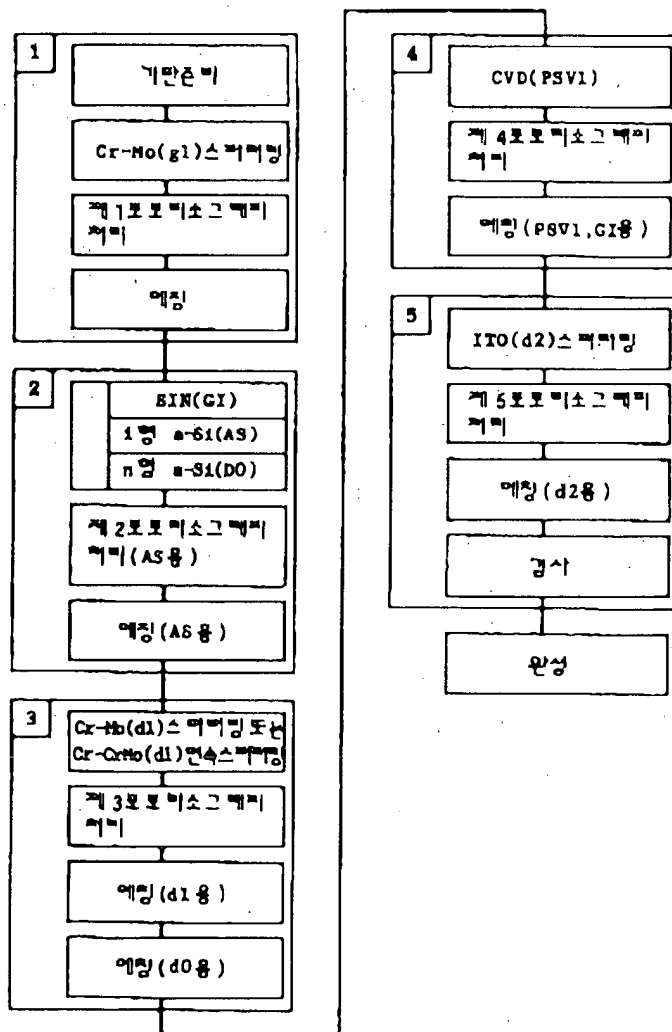 1
기판준비
Cr-Mo(g1)스퍼터링
제1포토리소그래피
처리
에칭
2
SIN(GI)
i형 a-Si(AS)
n형 a-Si(DO)
제2포토리소그래피
처리(AS용)
에칭(AS용)
3
Cr-Mo(d1)스퍼터링 또는
Cr-CrMo(d1)연속스퍼터링
제3포토리소그래피
처리
에칭(d1용)
에칭(d0용)
4
CVD(PSV1)
제4포토리소그래피
처리
에칭(PSV1,GI용)
5
ITO(d2)스퍼터링
제5포토리소그래피
처리
에칭(d2용)
검사
완성